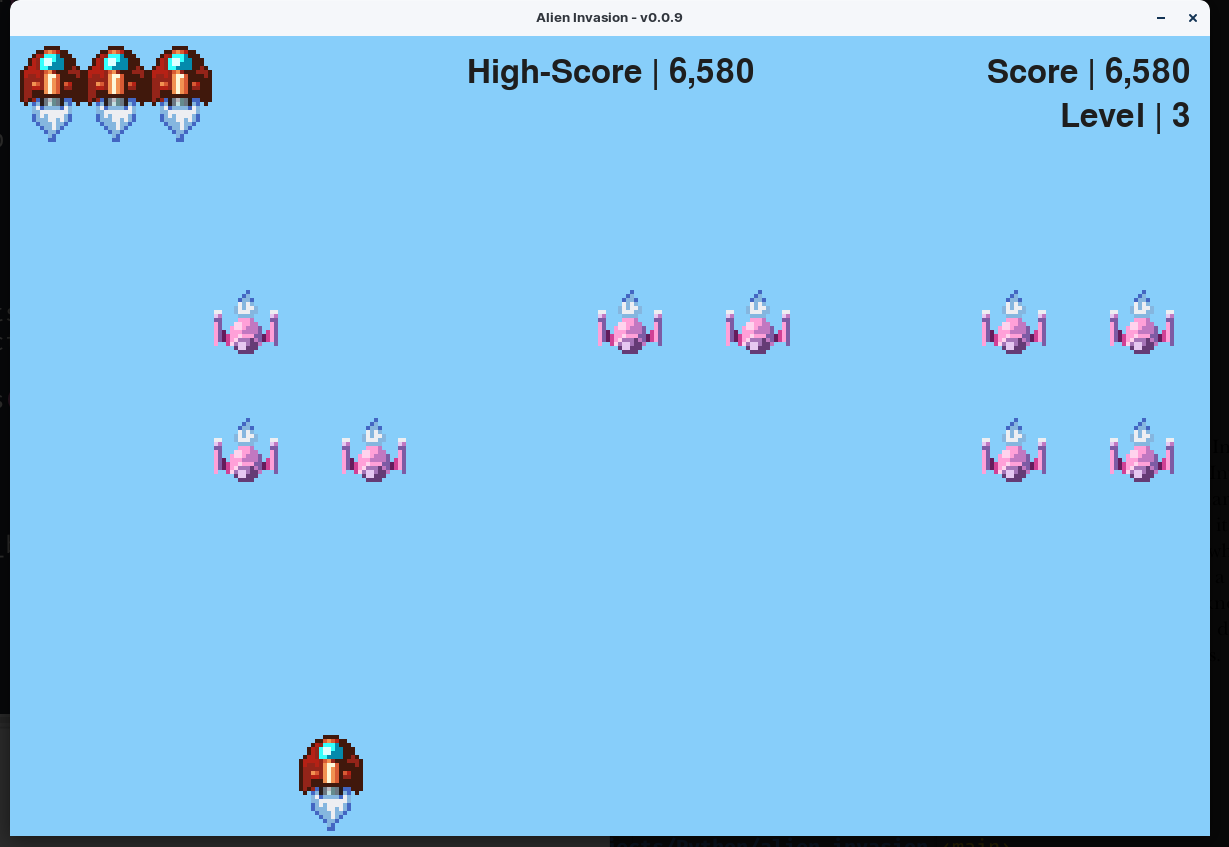 Alien Invasion - v0.0.9
High-Score | 6,580
Score | 6,580
Level | 3